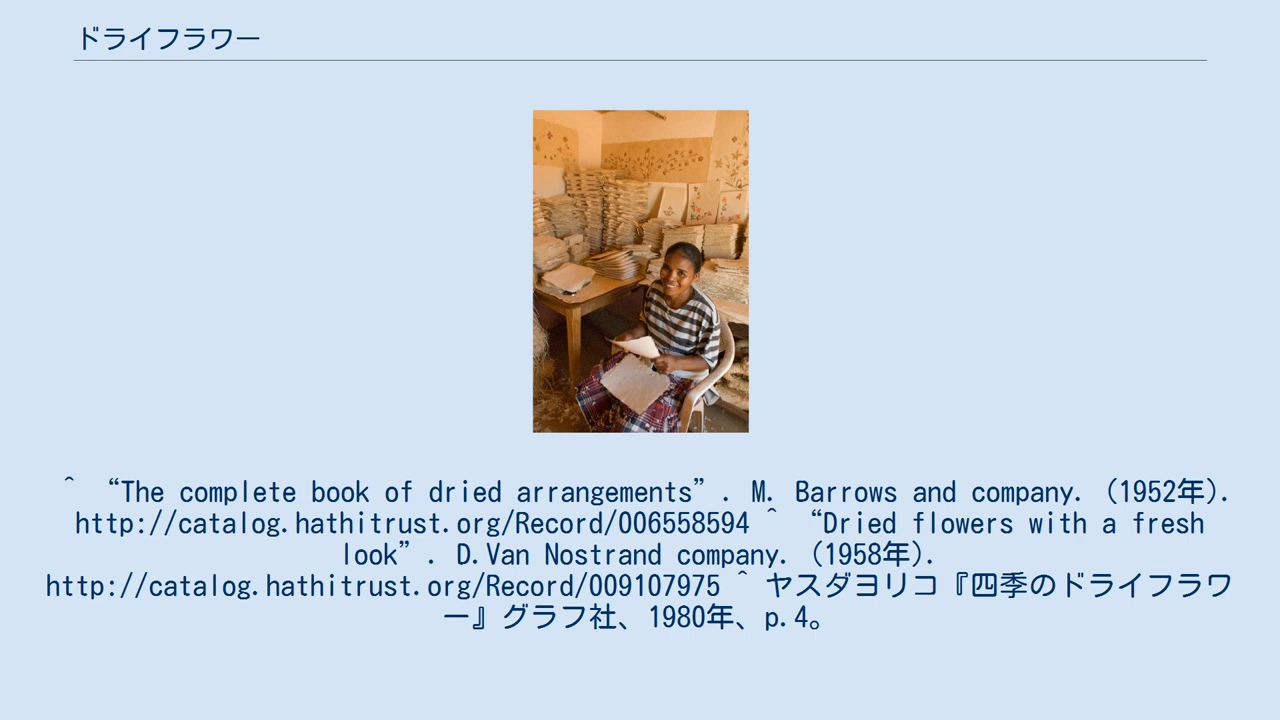 ドライフラワー
^ “The complete book of dried arrangements”. M. Barrows and company. (1952年).
http://catalog.hathitrust.org/Record/006558594 ^ “Dried flowers with a fresh
look”. D.Van Nostrand company. (1958年).
http://catalog.hathitrust.org/Record/009107975 ^ ヤスダヨリコ『四季のドライフラワ
ー』グラフ社、1980年、p.4。